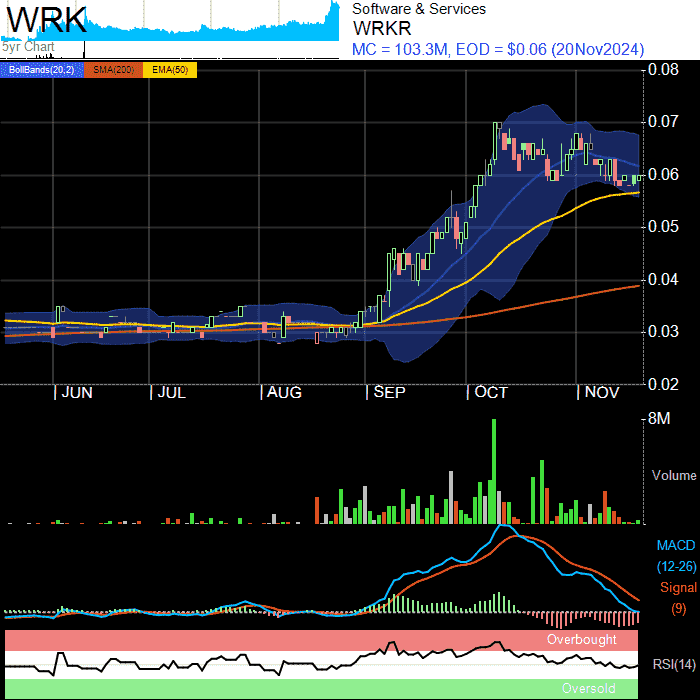 WRK
5yr Chart
Software & Services
WRKR
MC = 103.3M, EOD = $0.06 (20Nov2024)
BollBands(20,2) SMA(200) EMA(50)
0.08
0.07
0.06
0.05
0.04
0.03
0.02
JUN JUL AUG SEP OCT NOV
8M
Volume
MACD
(12-26)
Signal
(9)
Overbought
RSI(14)
Oversold